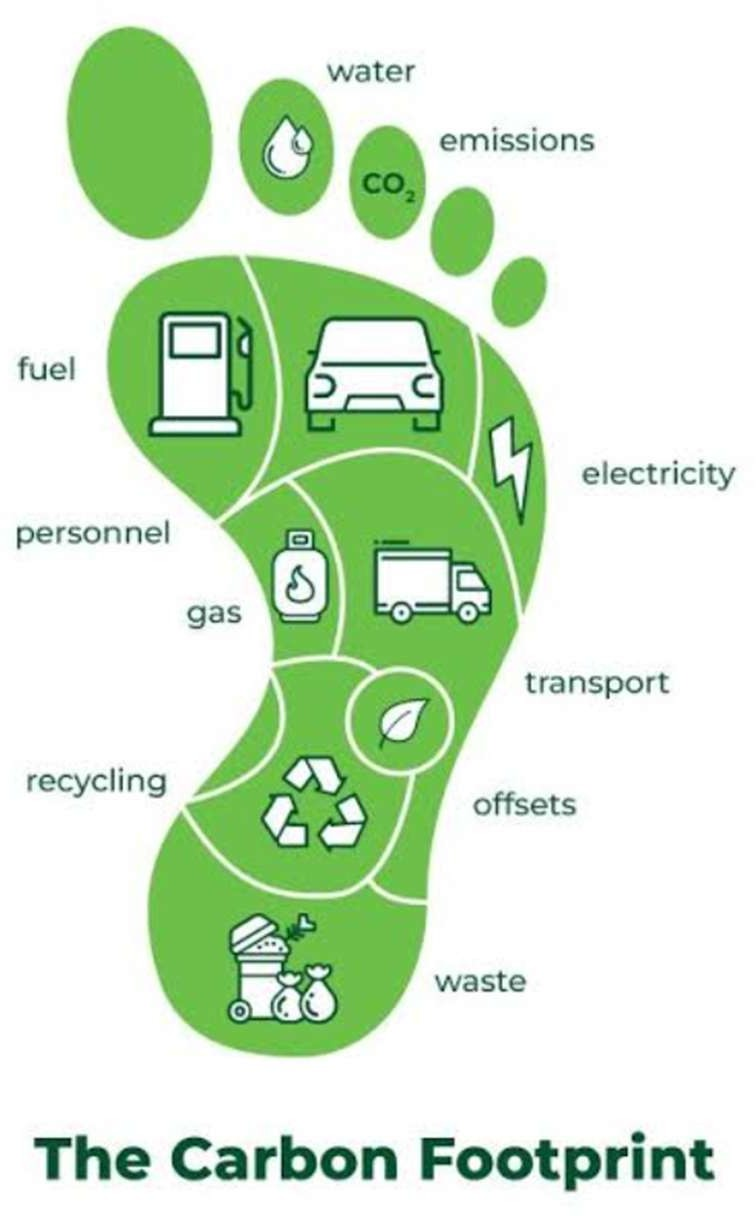 water
emissions
CO₂
fuel
electricity
personnel
gas
transport
recycling
offsets
waste
The Carbon Footprint